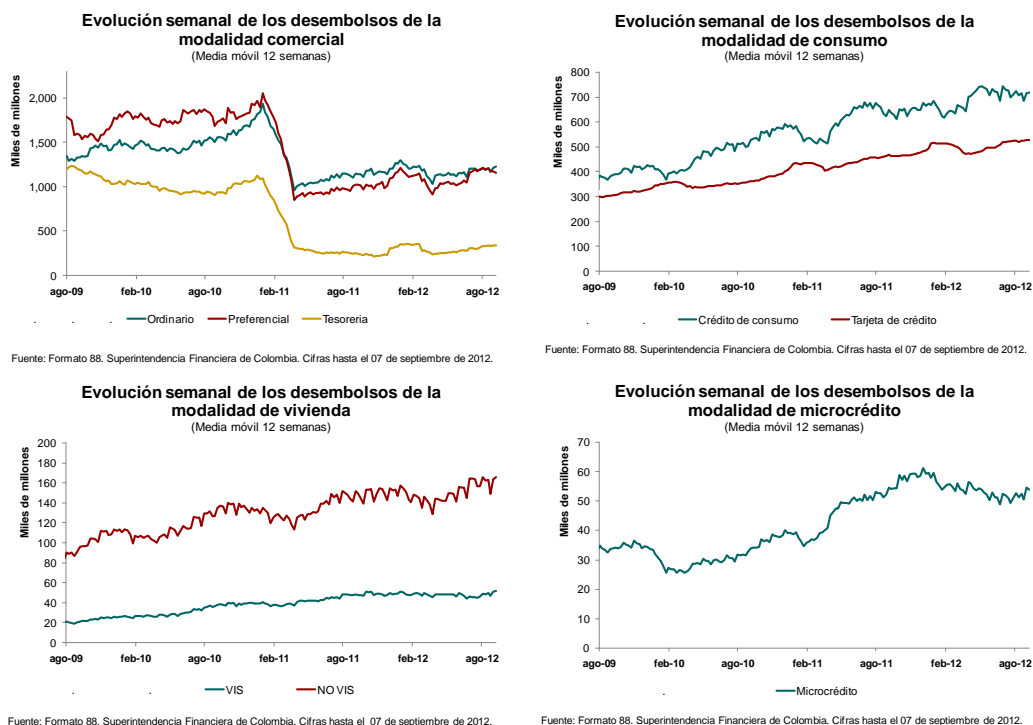 Evolución semanal de los desembolsos de la
modalidad comercial
(Media móvil 12 semanas)
Miles de millones
2,000
1,500
1,000
500
0
ago-09 feb-10 ago-10 feb-11 ago-11 feb-12 ago-12
. . . Ordinario Preferencial Tesoreria
Fuente: Formato 88. Superintendencia Financiera de Colombia. Cifras hasta el 07 de septiembre de 2012.
Evolución semanal de los desembolsos de la
modalidad de consumo
(Media móvil 12 semanas)
Miles de millones
800
700
600
500
400
300
200
100
0
ago-09 feb-10 ago-10 feb-11 ago-11 feb-12 ago-12
. . Crédito de consumo Tarjeta de crédito
Fuente: Formato 88. Superintendencia Financiera de Colombia. Cifras hasta el 07 de septiembre de 2012.
Evolución semanal de los desembolsos de la
modalidad de vivienda
(Media móvil 12 semanas)
Miles de millones
200
180
160
140
120
100
80
60
40
20
0
ago-09 feb-10 ago-10 feb-11 ago-11 feb-12 ago-12
. . VIS NO VIS
Fuente: Formato 88. Superintendencia Financiera de Colombia. Cifras hasta el 07 de septiembre de 2012.
Evolución semanal de los desembolsos de la
modalidad de microcrédito
(Media móvil 12 semanas)
Miles de millones
70
60
50
40
30
20
10
0
ago-09 feb-10 ago-10 feb-11 ago-11 feb-12 ago-12
. Microcrédito
Fuente: Formato 88. Superintendencia Financiera de Colombia. Cifras hasta el 07 de septiembre de 2012.